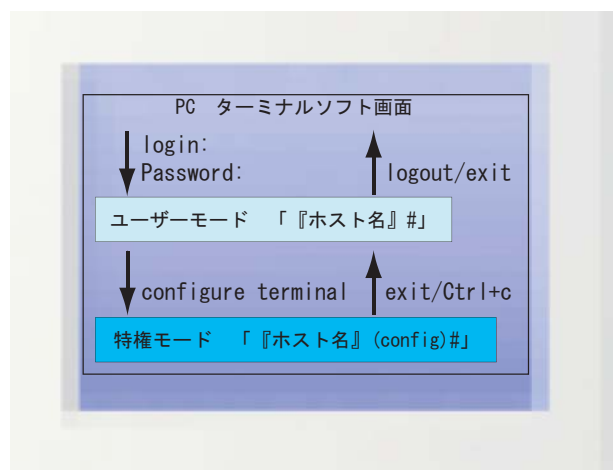 PC ターミナルソフト画面
login:
Password:
logout/exit
ユーザーモード 「『ホスト名』#」
configure terminal
exit/Ctrl+c
特権モード 「『ホスト名』(config)#」